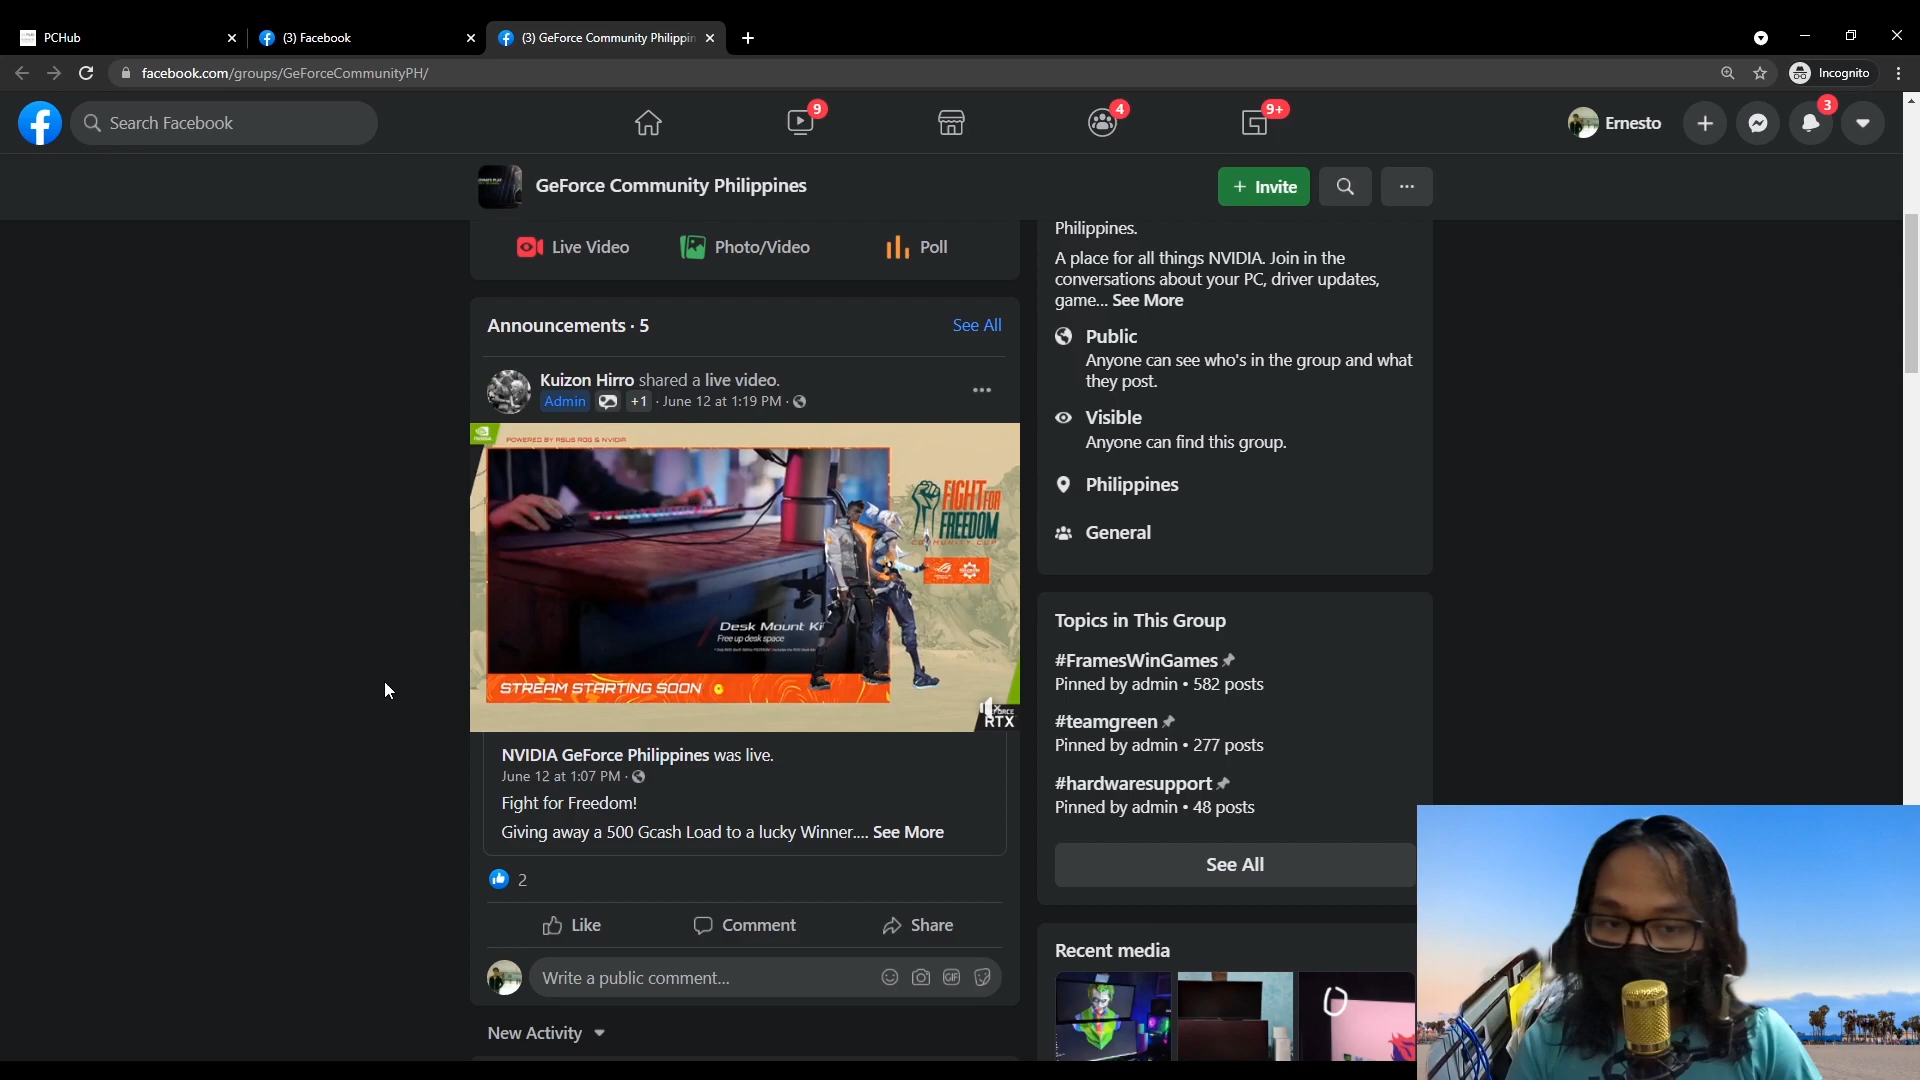 PCHub
(3) Facebook
(3) GeForce Community Philippin
facebook.com/groups/GeForceCommunityPH/
Incognito
Search Facebook
9
4
9+
Ernesto
3
GeForce Community Philippines
+ Invite
Live Video
Photo/Video
Poll
Announcements · 5
See All
Kuizon Hirro shared a live video.
Admin
+1 · June 12 at 1:19 PM ·
POWERED BY ASUS ROG & NVIDIA
FIGHT FOR
FREEDOM
COMMUNITY CUP
Desk Mount Ki
Free up desk space
STREAM STARTING SOON
RTX
NVIDIA GeForce Philippines was live.
June 12 at 1:07 PM ·
Fight for Freedom!
Giving away a 500 Gcash Load to a lucky Winner.... See More
2
Like
Comment
Share
Write a public comment...
GIF
New Activity
Philippines.
A place for all things NVIDIA. Join in the
conversations about your PC, driver updates,
game... See More
Public
Anyone can see who's in the group and what
they post.
Visible
Anyone can find this group.
Philippines
General
Topics in This Group
#FramesWinGames
Pinned by admin • 582 posts
#teamgreen
Pinned by admin • 277 posts
#hardwaresupport
Pinned by admin • 48 posts
See All
Recent media